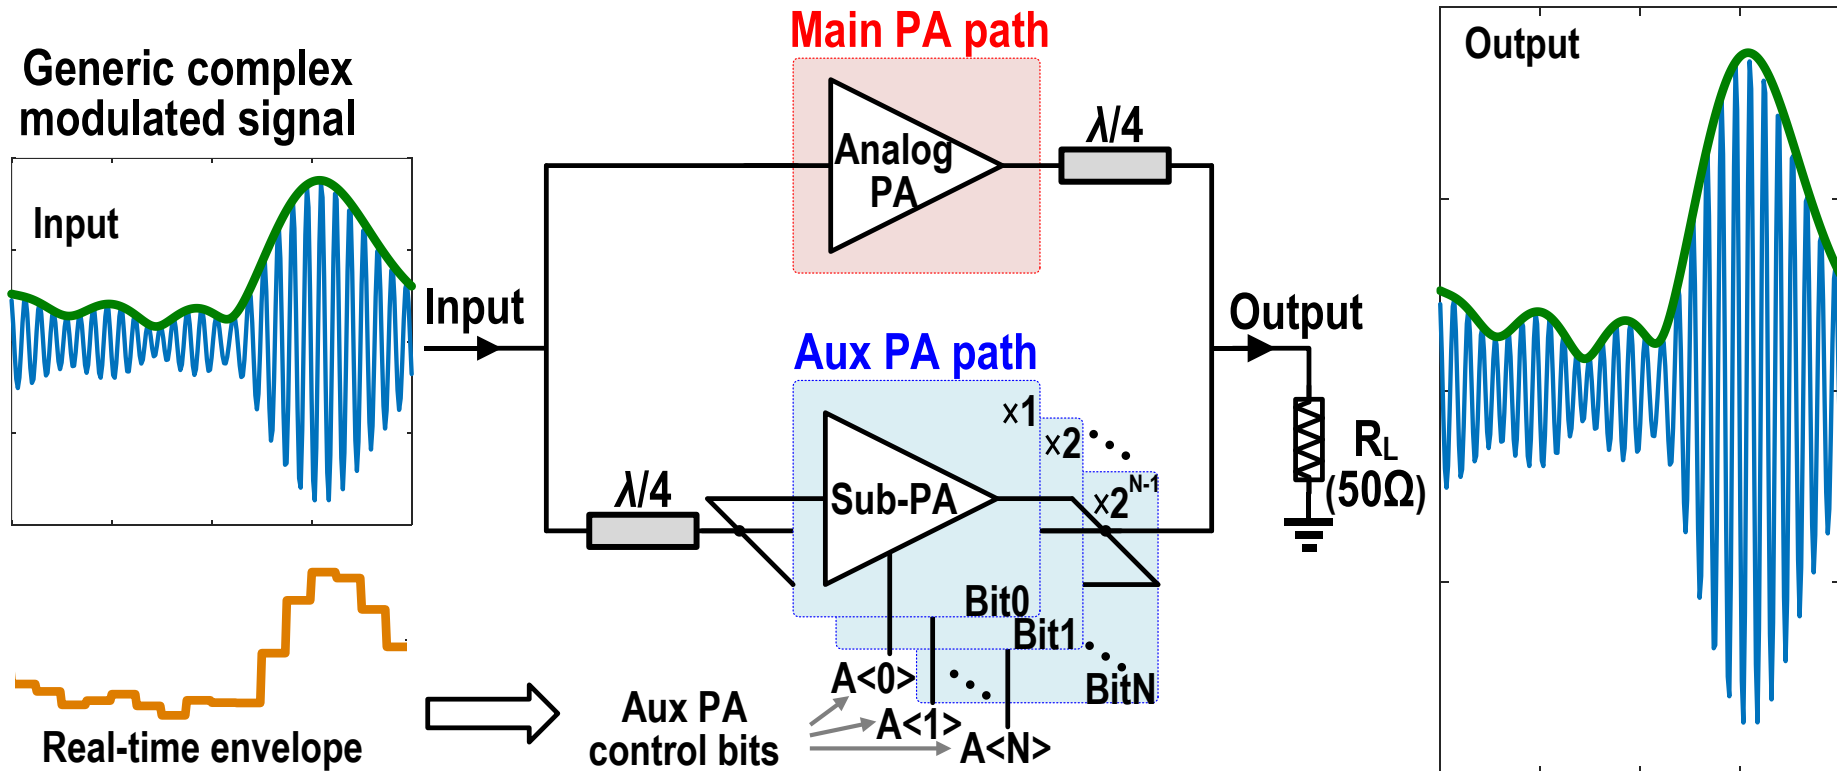 Generic complex
modulated signal
Input
Real-time envelope
Input
Main PA path
Analog
PA
λ/4
Aux PA path
λ/4
Sub-PA
×1
×2
×2^N-1
Bit0
Bit1
BitN
A<0>
A<1>
A<N>
Aux PA
control bits
Output
RL
(50Ω)
Output